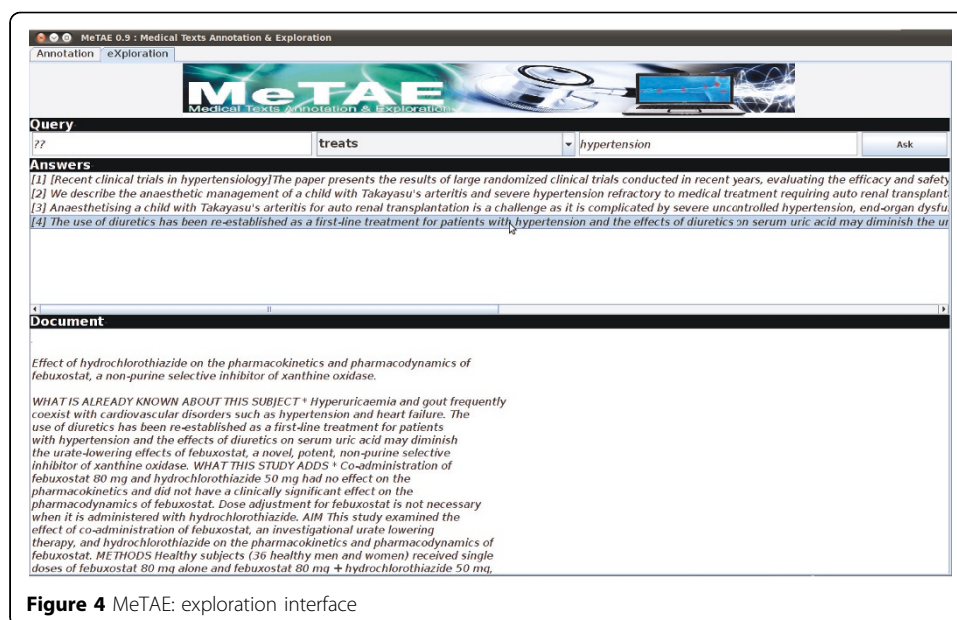 MeTAE 0.9 : Medical Texts Annotation & Exploration
Annotation eXploration
MeTAE
Medical Texts Annotation & Exploration
Query
?? treats hypertension Ask
Answers
[1] [Recent clinical trials in hypertensiology]The paper presents the results of large randomized clinical trials conducted in recent years, evaluating the efficacy and safety
[2] We describe the anaesthetic management of a child with Takayasu's arteritis and severe hypertension refractory to medical treatment requiring auto renal transplant
[3] Anaesthetising a child with Takayasu's arteritis for auto renal transplantation is a challenge as it is complicated by severe uncontrolled hypertension, end-organ dysfu
[4] The use of diuretics has been re-established as a first-line treatment for patients with hypertension and the effects of diuretics on serum uric acid may diminish the ur
Document
Effect of hydrochlorothiazide on the pharmacokinetics and pharmacodynamics of
febuxostat, a non-purine selective inhibitor of xanthine oxidase.
WHAT IS ALREADY KNOWN ABOUT THIS SUBJECT * Hyperuricaemia and gout frequently
coexist with cardiovascular disorders such as hypertension and heart failure. The
use of diuretics has been re-established as a first-line treatment for patients
with hypertension and the effects of diuretics on serum uric acid may diminish
the urate-lowering effects of febuxostat, a novel, potent, non-purine selective
inhibitor of xanthine oxidase. WHAT THIS STUDY ADDS * Co-administration of
febuxostat 80 mg and hydrochlorothiazide 50 mg had no effect on the
pharmacokinetics and did not have a clinically significant effect on the
pharmacodynamics of febuxostat. Dose adjustment for febuxostat is not necessary
when it is administered with hydrochlorothiazide. AIM This study examined the
effect of co-administration of febuxostat, an investigational urate lowering
therapy, and hydrochlorothiazide on the pharmacokinetics and pharmacodynamics of
febuxostat. METHODS Healthy subjects (36 healthy men and women) received single
doses of febuxostat 80 mg alone and febuxostat 80 mg + hydrochlorothiazide 50 mg,
Figure 4 MeTAE: exploration interface